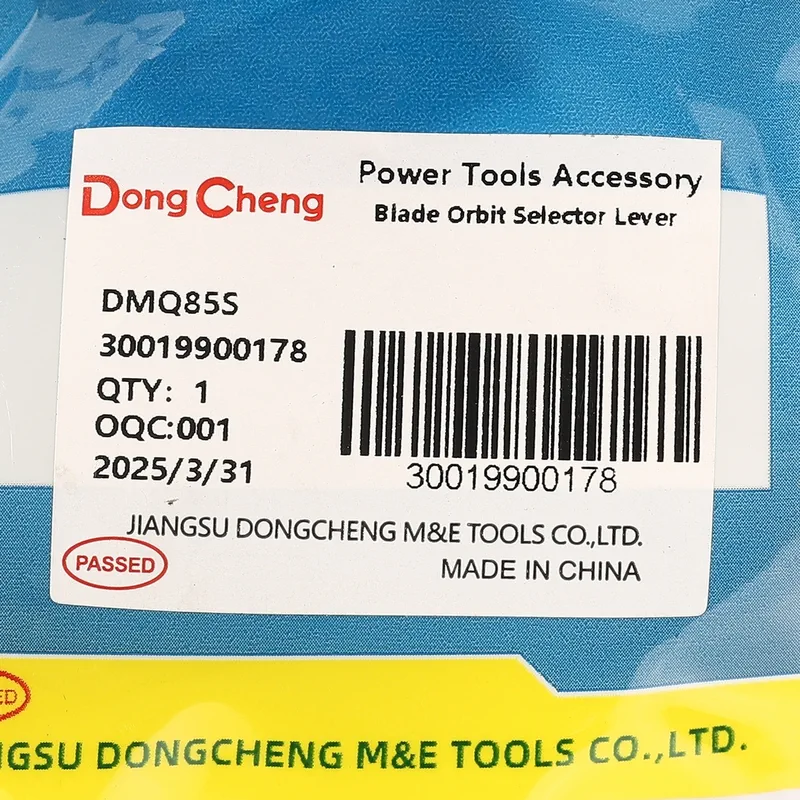 Dong Cheng
Power Tools Accessory
Blade Orbit Selector Lever
DMQ85S
30019900178
QTY: 1
OQC:001
2025/3/31
30019900178
JIANGSU DONGCHENG M&E TOOLS CO.,LTD.
PASSED
MADE IN CHINA
ED
NGSU DONGCHENG M&E TOOLS CO.,LTD.